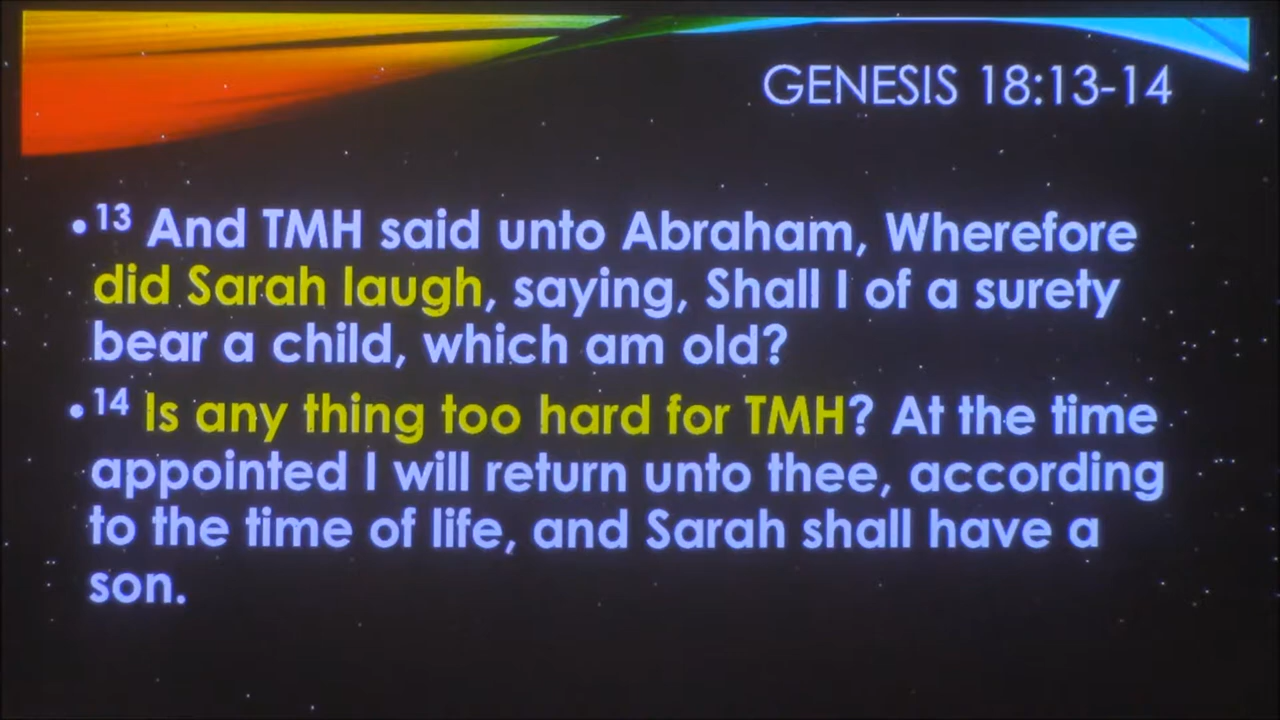 GENESIS 18:13-14
•13 And TMH said unto Abraham, Wherefore
did Sarah laugh, saying, Shall I of a surety
bear a child, which am old?
•14 Is any thing too hard for TMH? At the time
appointed I will return unto thee, according
to the time of life, and Sarah shall have a
son.